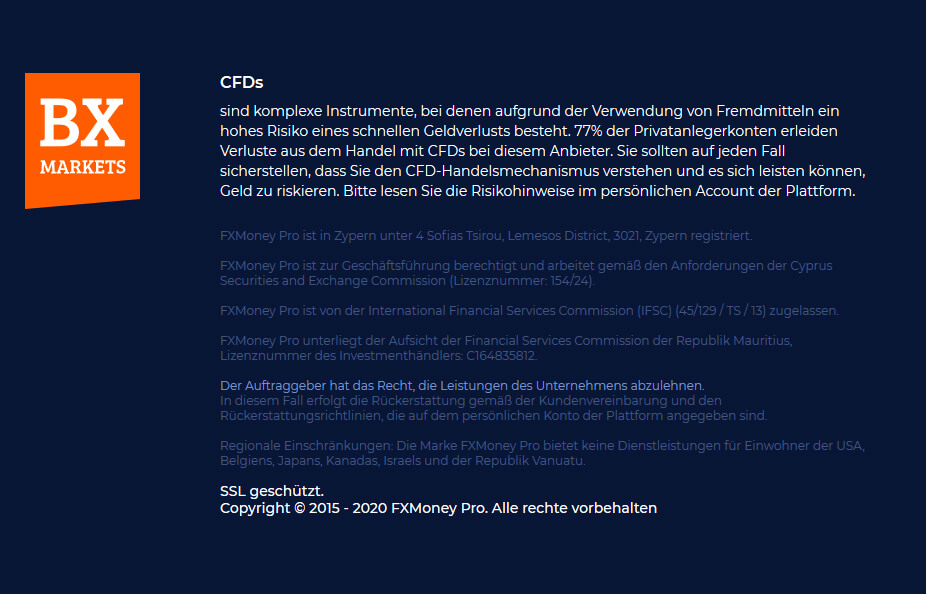 BX
MARKETS
CFDs
sind komplexe Instrumente, bei denen aufgrund der Verwendung von Fremdmitteln ein
hohes Risiko eines schnellen Geldverlusts besteht. 77% der Privatanlegerkonten erleiden
Verluste aus dem Handel mit CFDs bei diesem Anbieter. Sie sollten auf jeden Fall
sicherstellen, dass Sie den CFD-Handelsmechanismus verstehen und es sich leisten können,
Geld zu riskieren. Bitte lesen Sie die Risikohinweise im persönlichen Account der Plattform.
FXMoney Pro ist in Zypern unter 4 Sofias Tsirou, Lemesos District, 3021, Zypern registriert.
FXMoney Pro ist zur Geschäftsführung berechtigt und arbeitet gemäß den Anforderungen der Cyprus
Securities and Exchange Commission (Lizenznummer: 154/24).
FXMoney Pro ist von der International Financial Services Commission (IFSC) (45/129 / TS / 13) zugelassen.
FXMoney Pro unterliegt der Aufsicht der Financial Services Commission der Republik Mauritius,
Lizenznummer des Investmenthändlers: C164835812.
Der Auftraggeber hat das Recht, die Leistungen des Unternehmens abzulehnen.
In diesem Fall erfolgt die Rückerstattung gemäß der Kundenvereinbarung und den
Rückerstattungsrichtlinien, die auf dem persönlichen Konto der Plattform angegeben sind.
Regionale Einschränkungen: Die Marke FXMoney Pro bietet keine Dienstleistungen für Einwohner der USA,
Belgiens, Japans, Kanadas, Israels und der Republik Vanuatu.
SSL geschützt.
Copyright © 2015 - 2020 FXMoney Pro. Alle rechte vorbehalten